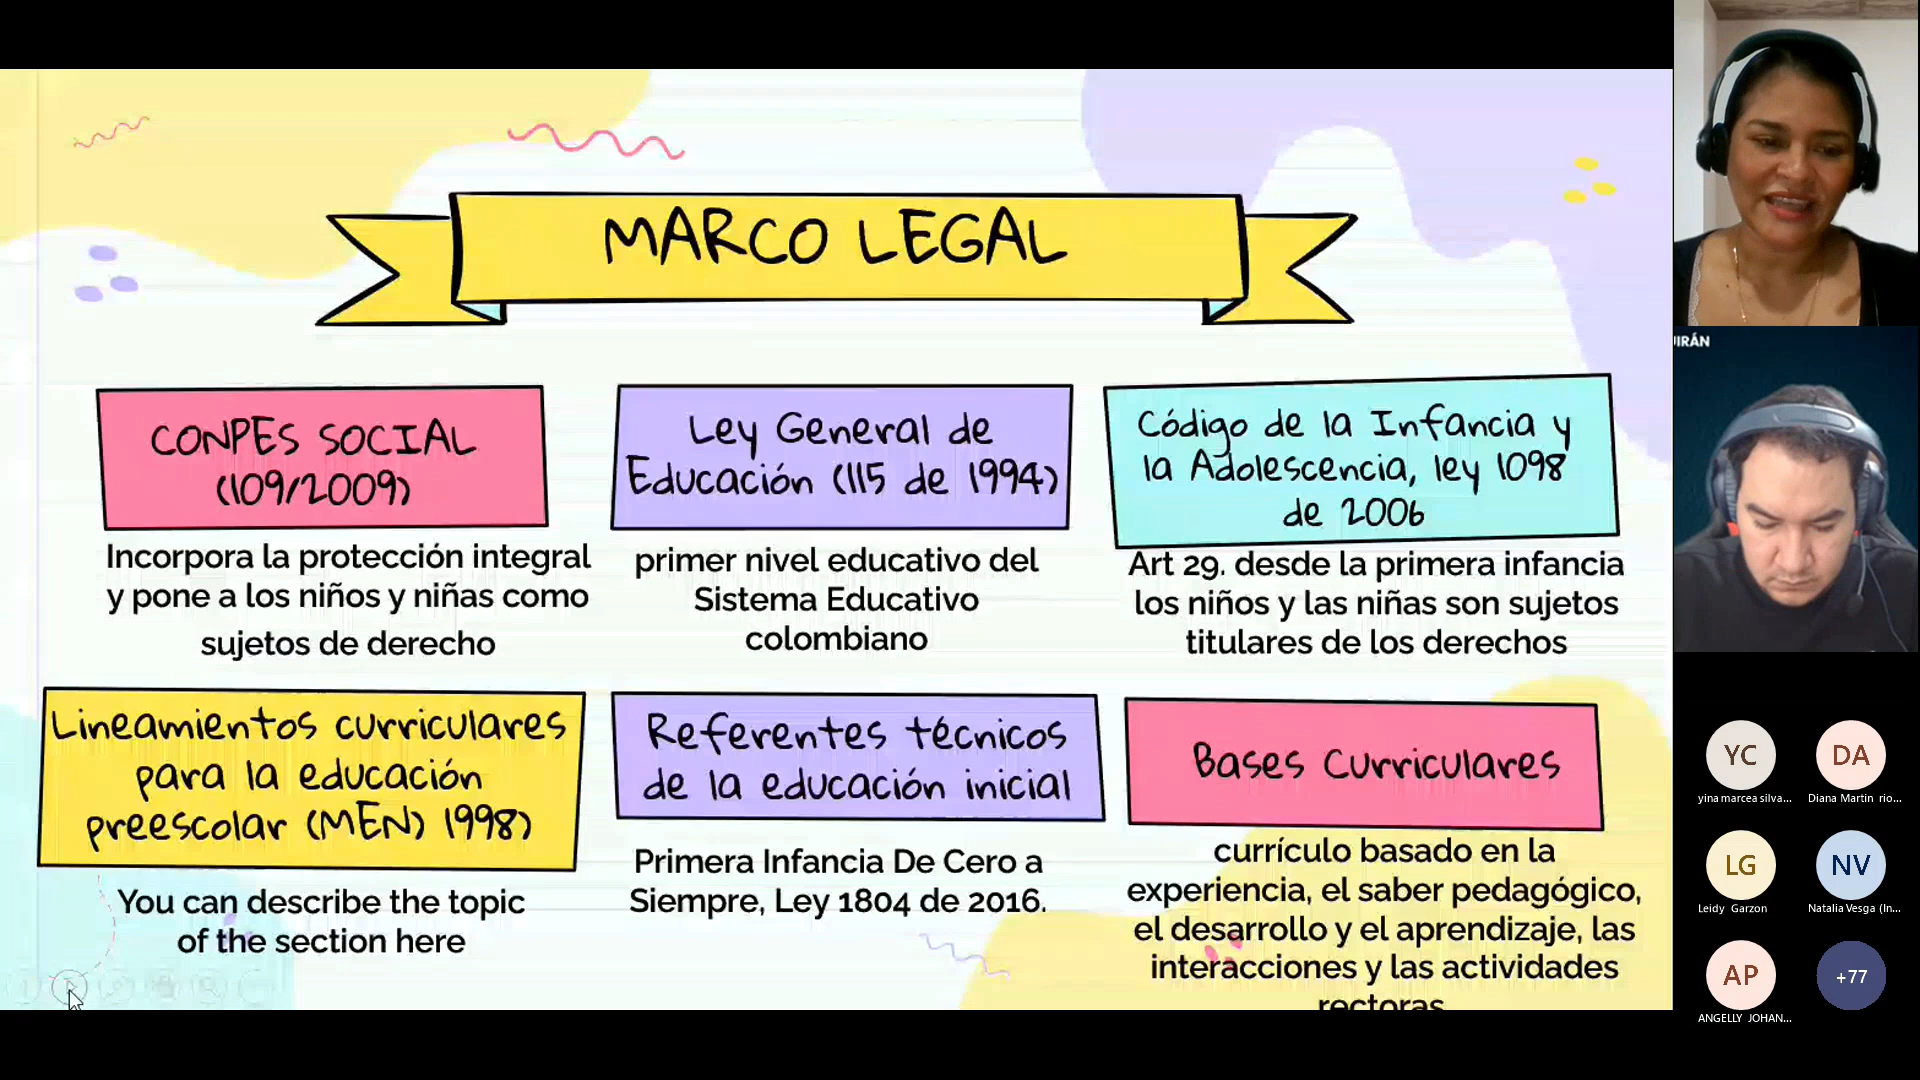 MARCO LEGAL
CONPES SOCIAL
(109/2009)
Incorpora la protección integral
y pone a los niños y niñas como
sujetos de derecho
Ley General de
Educación (115 de 1994)
primer nivel educativo del
Sistema Educativo
colombiano
Código de la Infancia y
la Adolescencia, ley 1098
de 2006
Art 29. desde la primera infancia
los niños y las niñas son sujetos
titulares de los derechos
Lineamientos curriculares
para la educación
preescolar (MEN) 1998)
You can describe the topic
of the section here
Referentes técnicos
de la educación inicial
Primera Infancia De Cero a
Siempre, Ley 1804 de 2016.
Bases Curriculares
currículo basado en la
experiencia, el saber pedagógico,
el desarrollo y el aprendizaje, las
interacciones y las actividades
rectoras
UIRÁN
YC
yina marcea silva...
DA
Diana Martin rio...
LG
Leidy Garzon
NV
Natalia Vesga (In...
AP
ANGELLY JOHAN...
+77